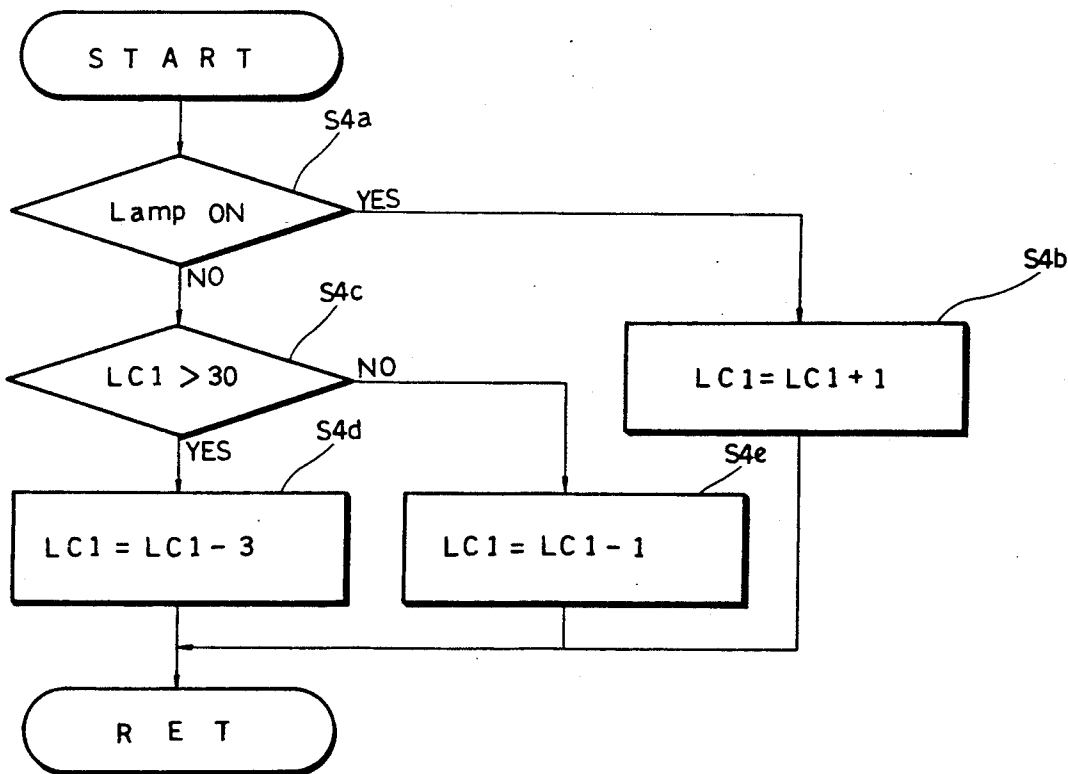 START
S4a
Lamp ON
YES
NO
S4b
S4c
LC1 > 30
NO
LC1 = LC1 + 1
YES
S4d
S4e
LC1 = LC1 - 3
LC1 = LC1 - 1
RET